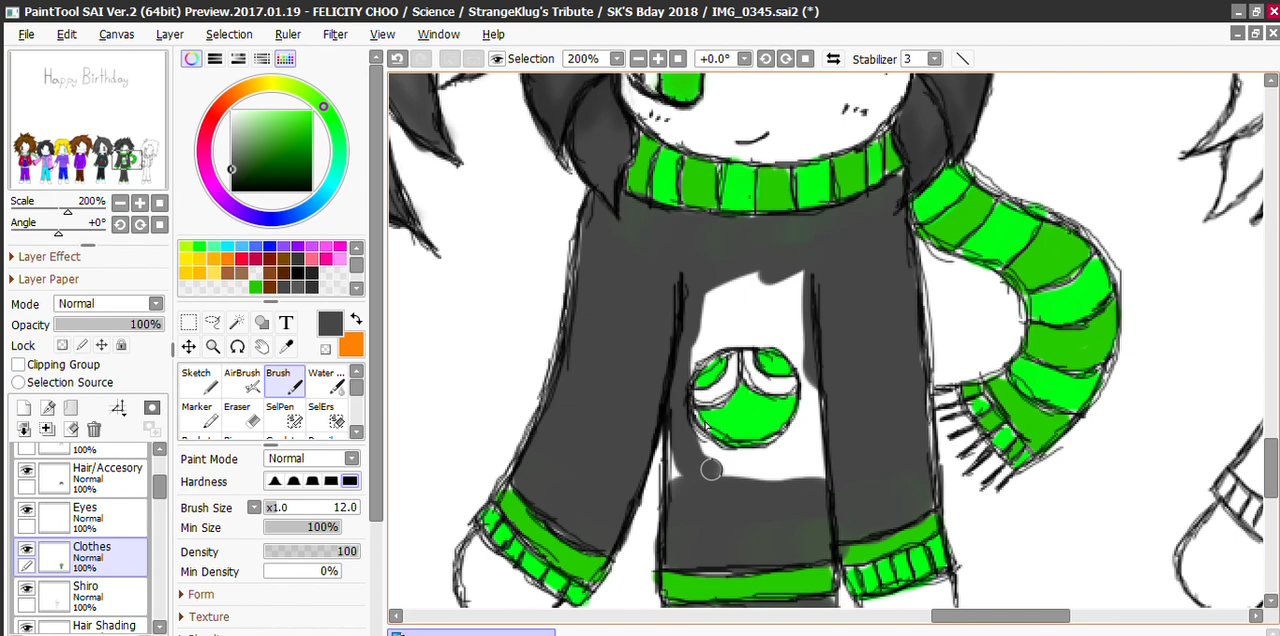 PaintTool SAI Ver.2 (64bit) Preview.2017.01.19 - FELICITY CHOO / Science / StrangeKlug's Tribute / SK'S Bday 2018 / IMG_0345.sai2 (*)
File Edit Canvas Layer Selection Ruler Filter View Window Help
Selection 200% +0.0° Stabilizer 3
Happy Birthday
Scale 200%
Angle +0°
Layer Effect
Layer Paper
Mode Normal
Opacity 100%
Lock
Clipping Group
Selection Source
100%
Hair/Accesory
Normal
100%
Eyes
Normal
100%
Clothes
Normal
100%
Shiro
Normal
100%
Hair Shading
T
Sketch AirBrush Brush Water ...
Marker Eraser SelPen SelErs
Paint Mode Normal
Hardness
Brush Size x1.0 12.0
Min Size 100%
Density 100
Min Density 0%
Form
Texture